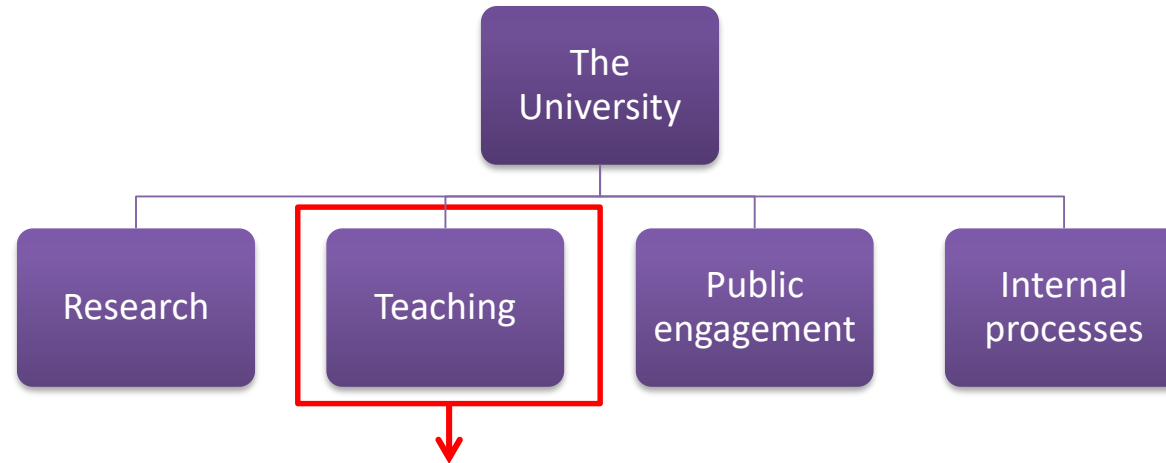 The
University
Research
Teaching
Public
engagement
Internal
processes